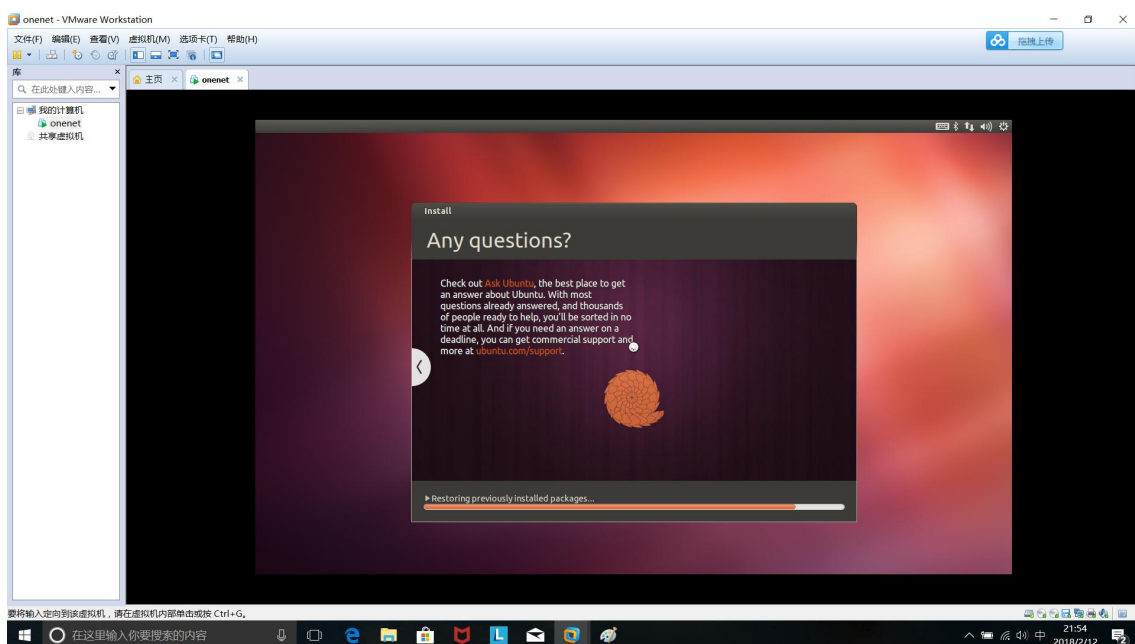 onenet - VMware Workstation
文件(F) 编辑(E) 查看(V) 虚拟机(M) 选项卡(T) 帮助(H)
拖拽上传
库
主页
onenet
在此处键入内容...
我的计算机
onenet
共享虚拟机
Install
Any questions?
Check out Ask Ubuntu, the best place to get
an answer about Ubuntu. With most
questions already answered, and thousands
of people ready to help, you'll be sorted in no
time at all. And if you need an answer on a
deadline, you can get commercial support and
more at ubuntu.com/support.
Restoring previously installed packages...
要将输入定向到该虚拟机，请在虚拟机内部单击或按 Ctrl+G。
在这里输入你要搜索的内容
中
21:54
2018/2/12